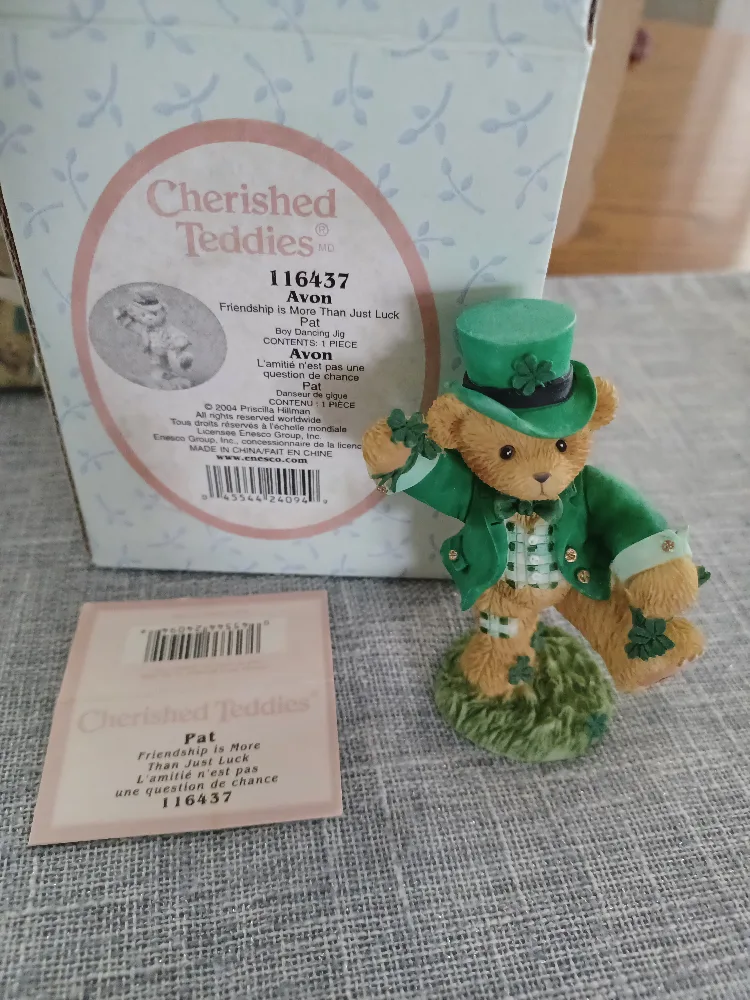 Cherished
Teddies®
MD
116437
Avon
Friendship is More Than Just Luck
Pat
Boy Dancing Jig
CONTENTS: 1 PIECE
Avon
L'amitié n'est pas une
question de chance
Pat
Danseur de gigue
CONTENU : 1 PIÈCE
© 2004 Priscilla Hillman
All rights reserved worldwide
Tous droits réservés à l'échelle mondiale
Licensee Enesco Group, Inc.
Enesco Group, Inc., concessionnaire de la
MADE IN CHINA/FAIT EN CHINE
www.enesco.com
0 45544 24094 9
Cherished Teddies®
Pat
Friendship is More
Than Just Luck
L'amitié n'est pas
une question de chance
116437